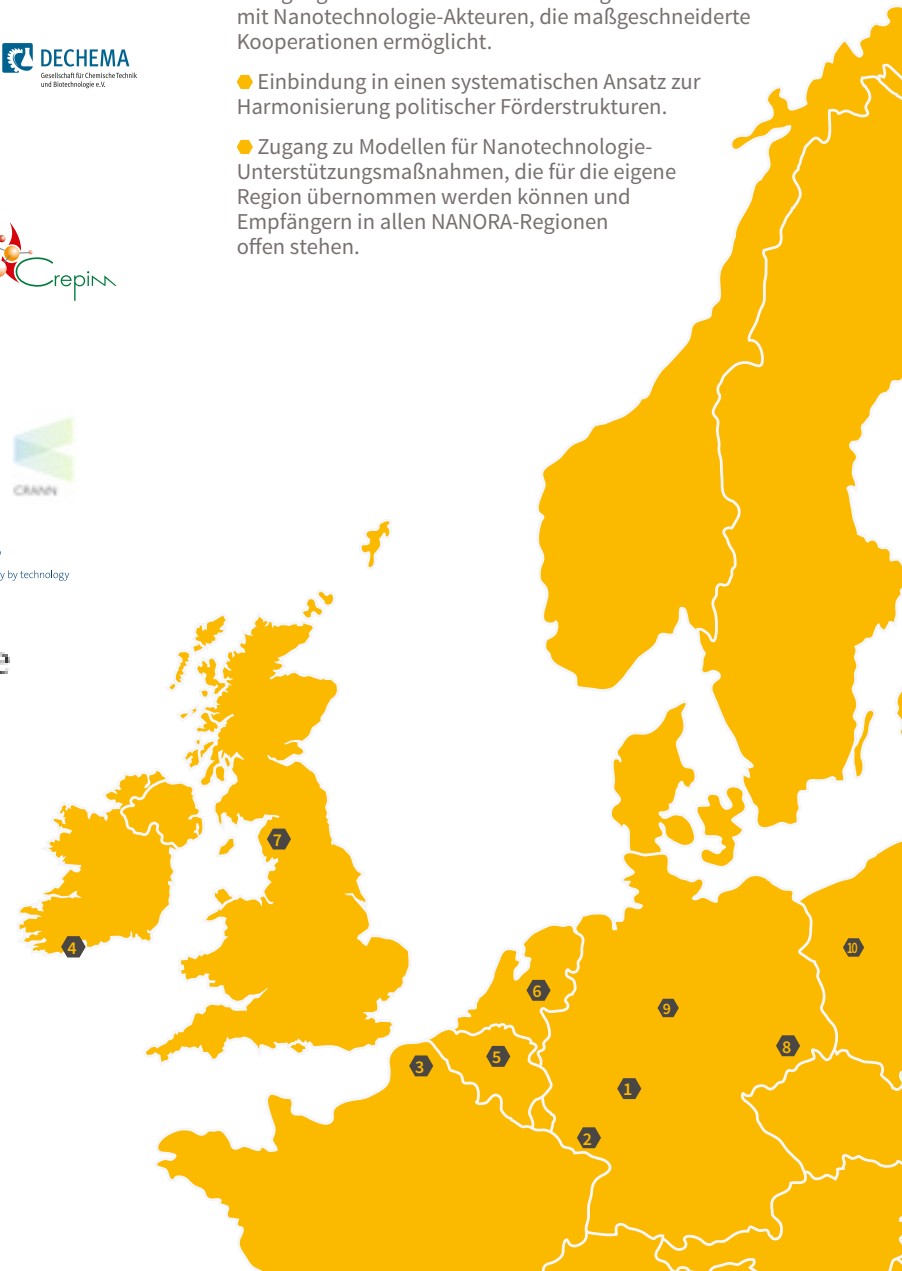 mit Nanotechnologie-Akteuren, die maßgeschneiderte
Kooperationen ermöglicht.
Einbindung in einen systematischen Ansatz zur
Harmonisierung politischer Förderstrukturen.
Zugang zu Modellen für Nanotechnologie-
Unterstützungsmaßnahmen, die für die eigene
Region übernommen werden können und
Empfängern in allen NANORA-Regionen
offen stehen.
DECHEMA
Gesellschaft für Chemische Technik
und Biotechnologie e.V.
Crepim
CRANN
by technology
7
4
10
6
9
8
5
3
1
2